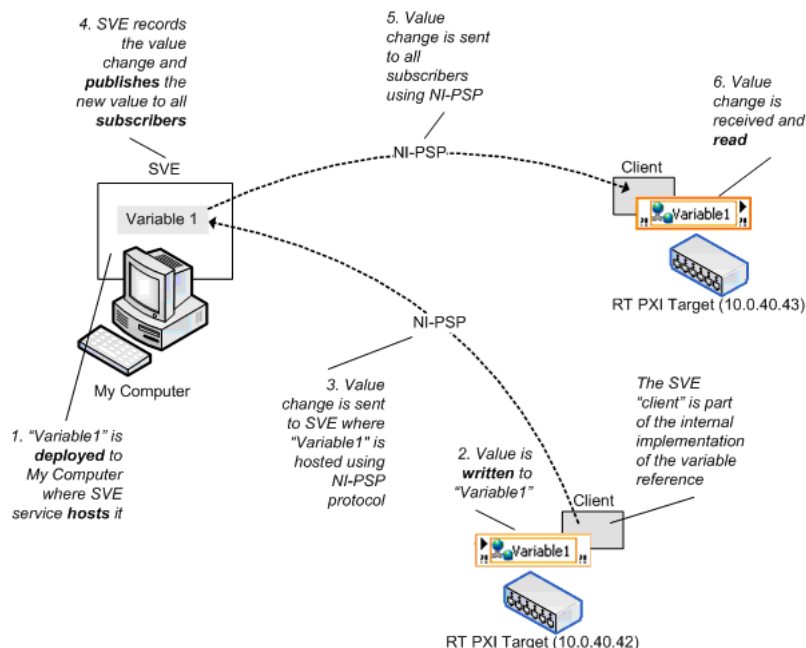 4. SVE records
the value
change and
publishes the
new value to all
subscribers
5. Value
change is sent
to all
subscribers
using NI-PSP
6. Value
change is
received and
read
SVE
NI-PSP
Client
Variable 1
Variable1
RT PXI Target (10.0.40.43)
NI-PSP
My Computer
1. “Variable1” is
deployed to
My Computer
where SVE
service hosts it
3. Value
change is sent
to SVE where
"Variable1" is
hosted using
NI-PSP
protocol
2. Value is
written to
“Variable1”
The SVE
“client” is part
of the internal
implementation
of the variable
reference
Client
Variable1
RT PXI Target (10.0.40.42)